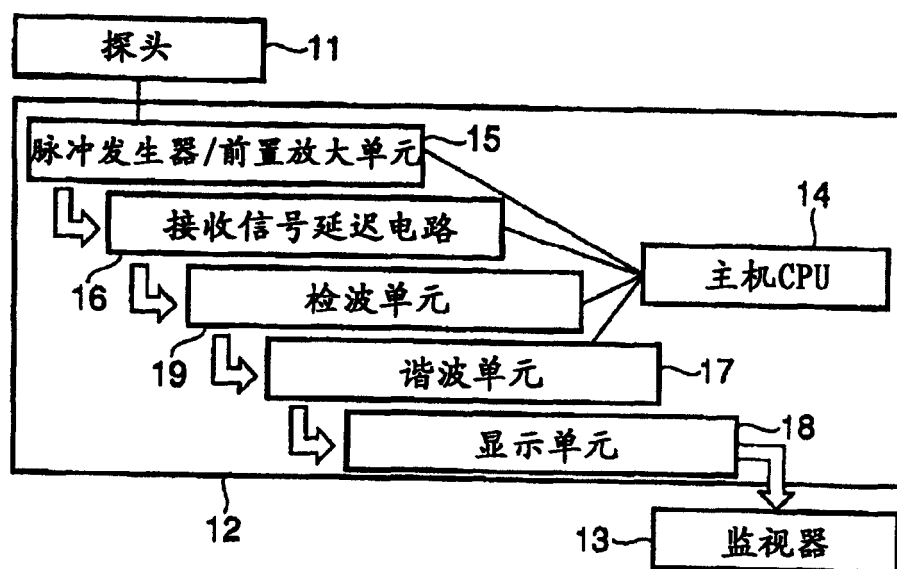 探头
11
脉冲发生器/前置放大单元
15
接收信号延迟电路
14
主机CPU
16
检波单元
19
谐波单元
17
显示单元
18
12
13
监视器